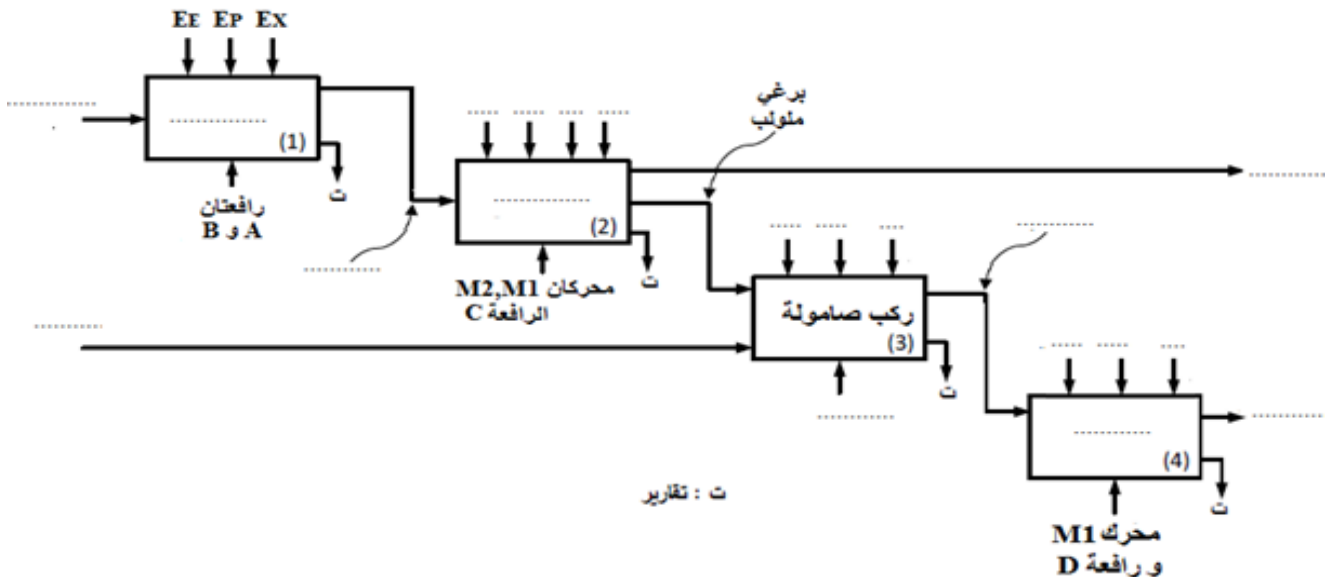 EE EP EX
(1)
رافعتان
A و B
ت
برغي
ملولب
(2)
ت
محركان M2,M1
الرافعة C
ركب صامولة
(3)
ت
(4)
ت
محرك M1
و رافعة D
ت : تقارير